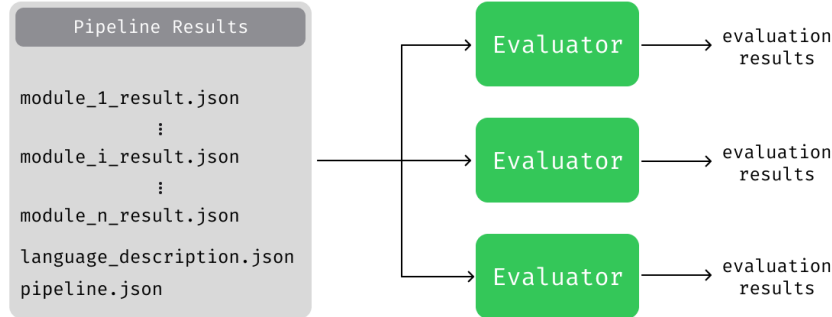 Pipeline Results
module_1_result.json
⋮
module_i_result.json
⋮
module_n_result.json
language_description.json
pipeline.json
Evaluator
evaluation
results
Evaluator
evaluation
results
Evaluator
evaluation
results